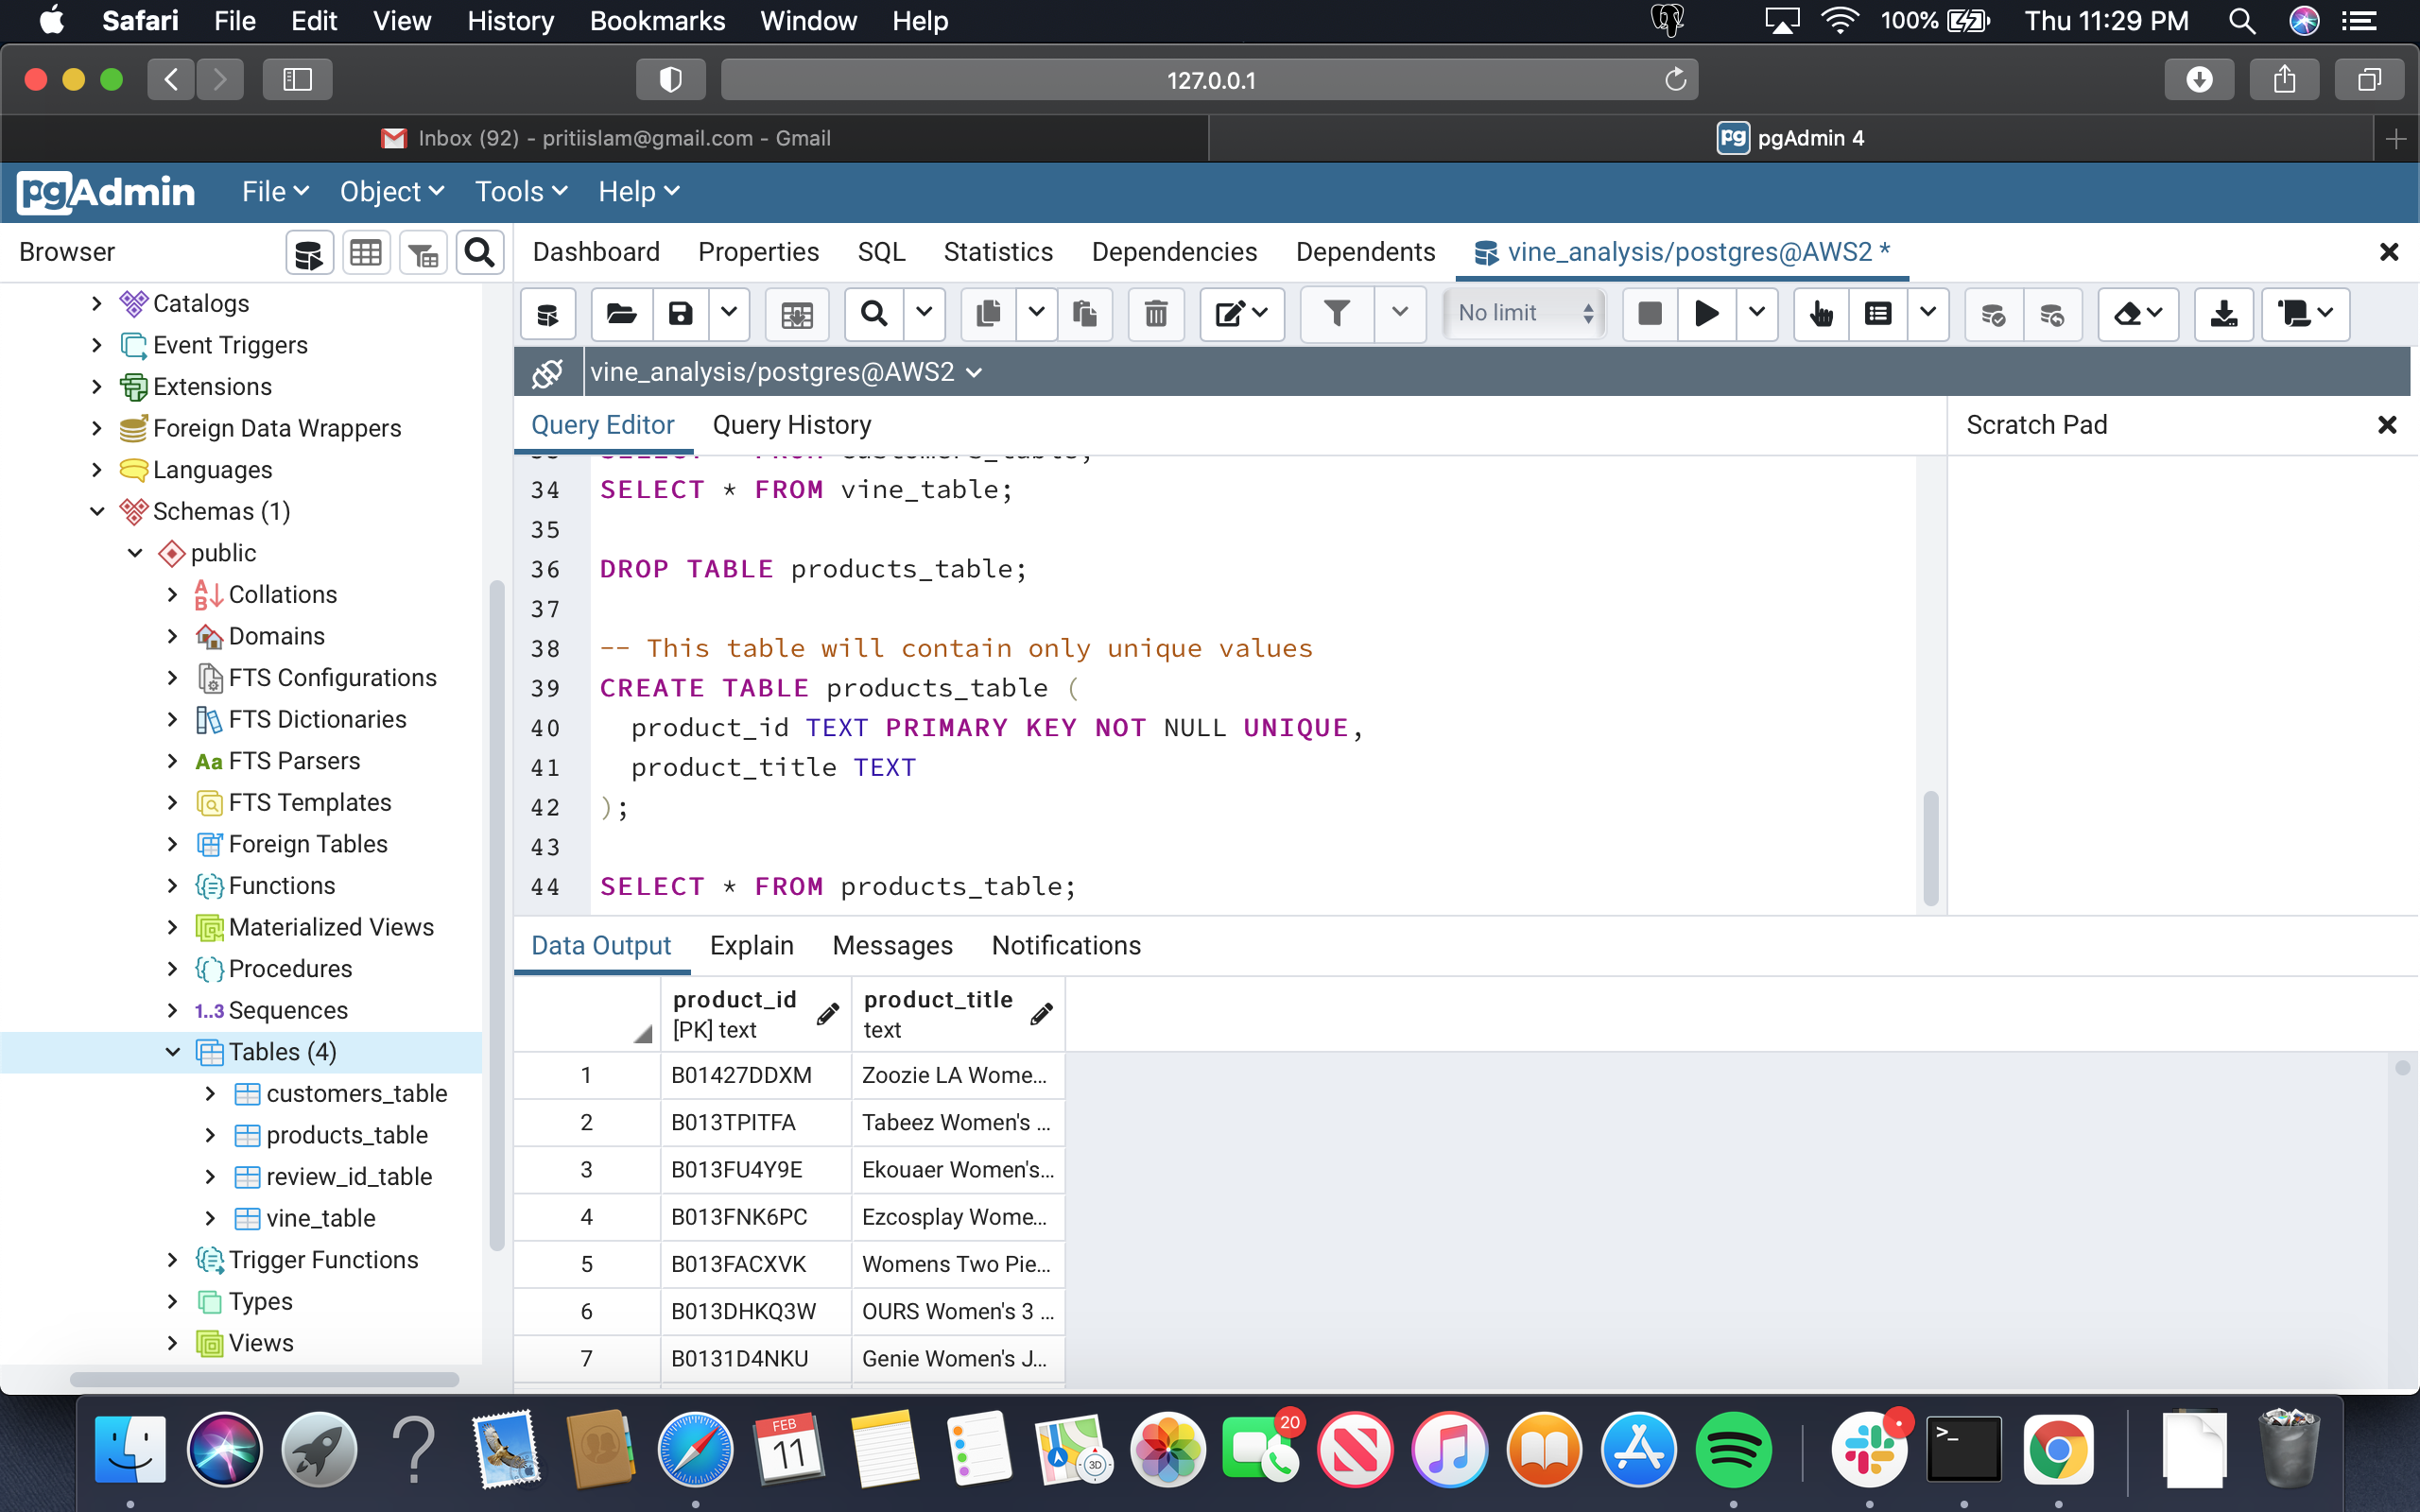 Safari File Edit View History Bookmarks Window Help 100% Thu 11:29 PM
127.0.0.1
Inbox (92) - pritiislam@gmail.com - Gmail
pg pgAdmin 4
pgAdmin File Object Tools Help
Browser
Dashboard Properties SQL Statistics Dependencies Dependents vine_analysis/postgres@AWS2 *
No limit
vine_analysis/postgres@AWS2
Query Editor Query History
Scratch Pad
Catalogs
Event Triggers
Extensions
Foreign Data Wrappers
Languages
Schemas (1)
public
Collations
Domains
FTS Configurations
FTS Dictionaries
Aa FTS Parsers
FTS Templates
Foreign Tables
Functions
Materialized Views
Procedures
1..3 Sequences
Tables (4)
customers_table
products_table
review_id_table
vine_table
Trigger Functions
Types
Views
34 SELECT * FROM vine_table;
35
36 DROP TABLE products_table;
37
38 -- This table will contain only unique values
39 CREATE TABLE products_table (
40 product_id TEXT PRIMARY KEY NOT NULL UNIQUE,
41 product_title TEXT
42 );
43
44 SELECT * FROM products_table;
Data Output Explain Messages Notifications
product_id product_title
[PK] text text
1 B01427DDXM Zoozie LA Wome...
2 B013TPITFA Tabeez Women's ...
3 B013FU4Y9E Ekouaer Women's...
4 B013FNK6PC Ezcosplay Wome...
5 B013FACXVK Womens Two Pie...
6 B013DHKQ3W OURS Women's 3 ...
7 B0131D4NKU Genie Women's J...
FEB
11
3D
20
>_